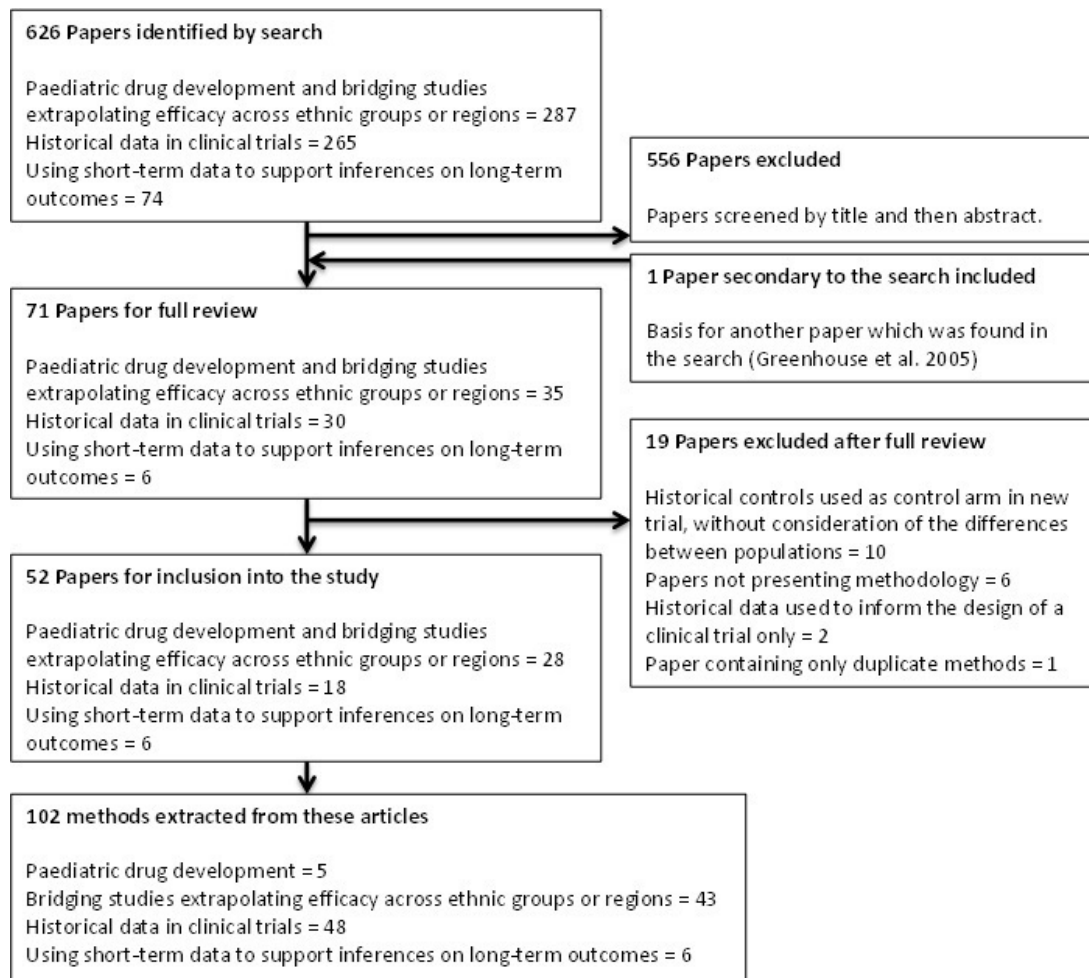 626 Papers identified by search
Paediatric drug development and bridging studies
extrapolating efficacy across ethnic groups or regions = 287
Historical data in clinical trials = 265
Using short-term data to support inferences on long-term
outcomes = 74
556 Papers excluded
Papers screened by title and then abstract.
1 Paper secondary to the search included
Basis for another paper which was found in
the search (Greenhouse et al. 2005)
71 Papers for full review
Paediatric drug development and bridging studies
extrapolating efficacy across ethnic groups or regions = 35
Historical data in clinical trials = 30
Using short-term data to support inferences on long-term
outcomes = 6
19 Papers excluded after full review
Historical controls used as control arm in new
trial, without consideration of the differences
between populations = 10
Papers not presenting methodology = 6
Historical data used to inform the design of a
clinical trial only = 2
Paper containing only duplicate methods = 1
52 Papers for inclusion into the study
Paediatric drug development and bridging studies
extrapolating efficacy across ethnic groups or regions = 28
Historical data in clinical trials = 18
Using short-term data to support inferences on long-term
outcomes = 6
102 methods extracted from these articles
Paediatric drug development = 5
Bridging studies extrapolating efficacy across ethnic groups or regions = 43
Historical data in clinical trials = 48
Using short-term data to support inferences on long-term outcomes = 6